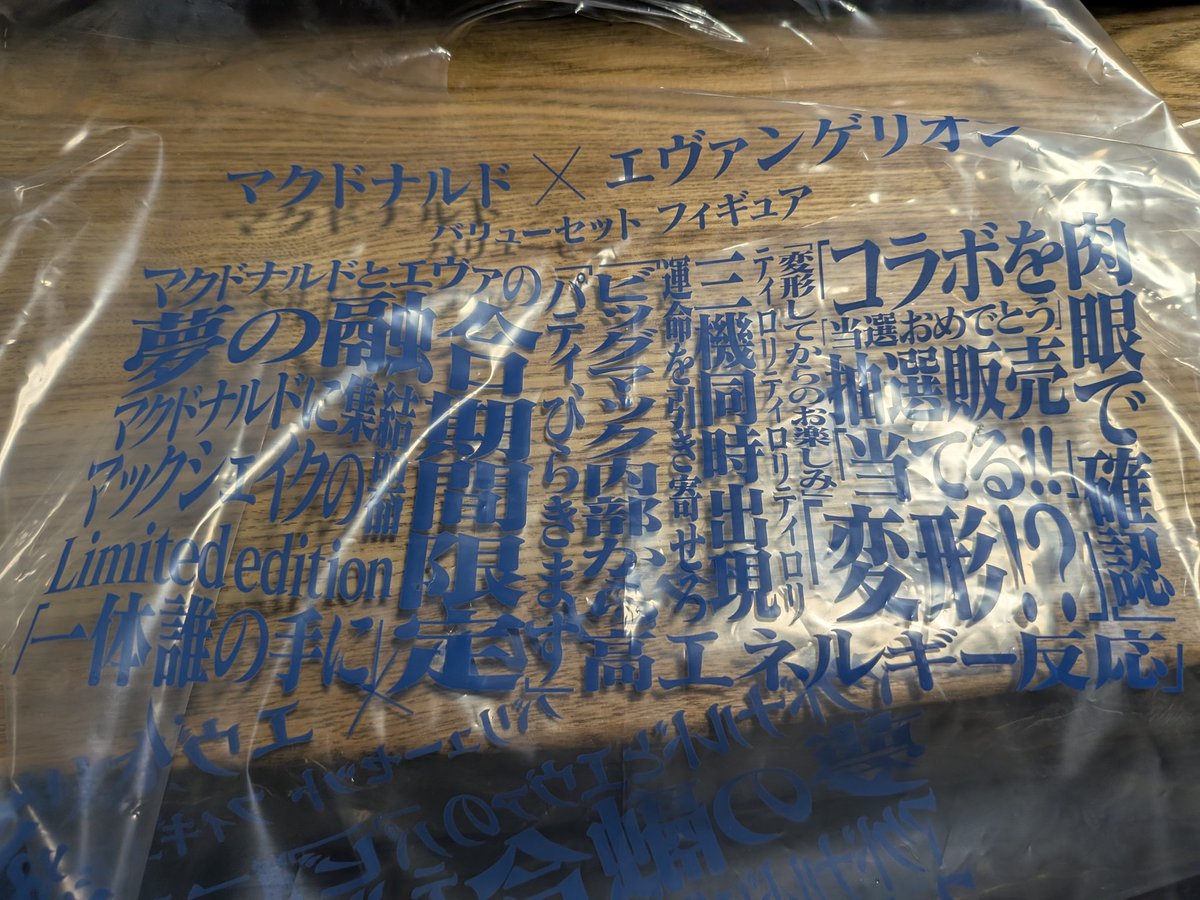 マクドナルド×エヴァンゲリオン
バリューセット フィギュア
「コラボを肉眼で確認」
「当選おめでとう」
抽選販売
「当てる!!」
「変形!?」
「変形してからのお楽しみ」
ティロリティロリティロリ
三機同時出現
運命を引き寄せろ
「ビッグマック内部から高エネルギー反応」
「パティ、ひらきます」
マクドナルドとエヴァの
夢の融合
期間限定
マクドナルドに集結
マックシェイクの
Limited edition
「一体誰の手に」